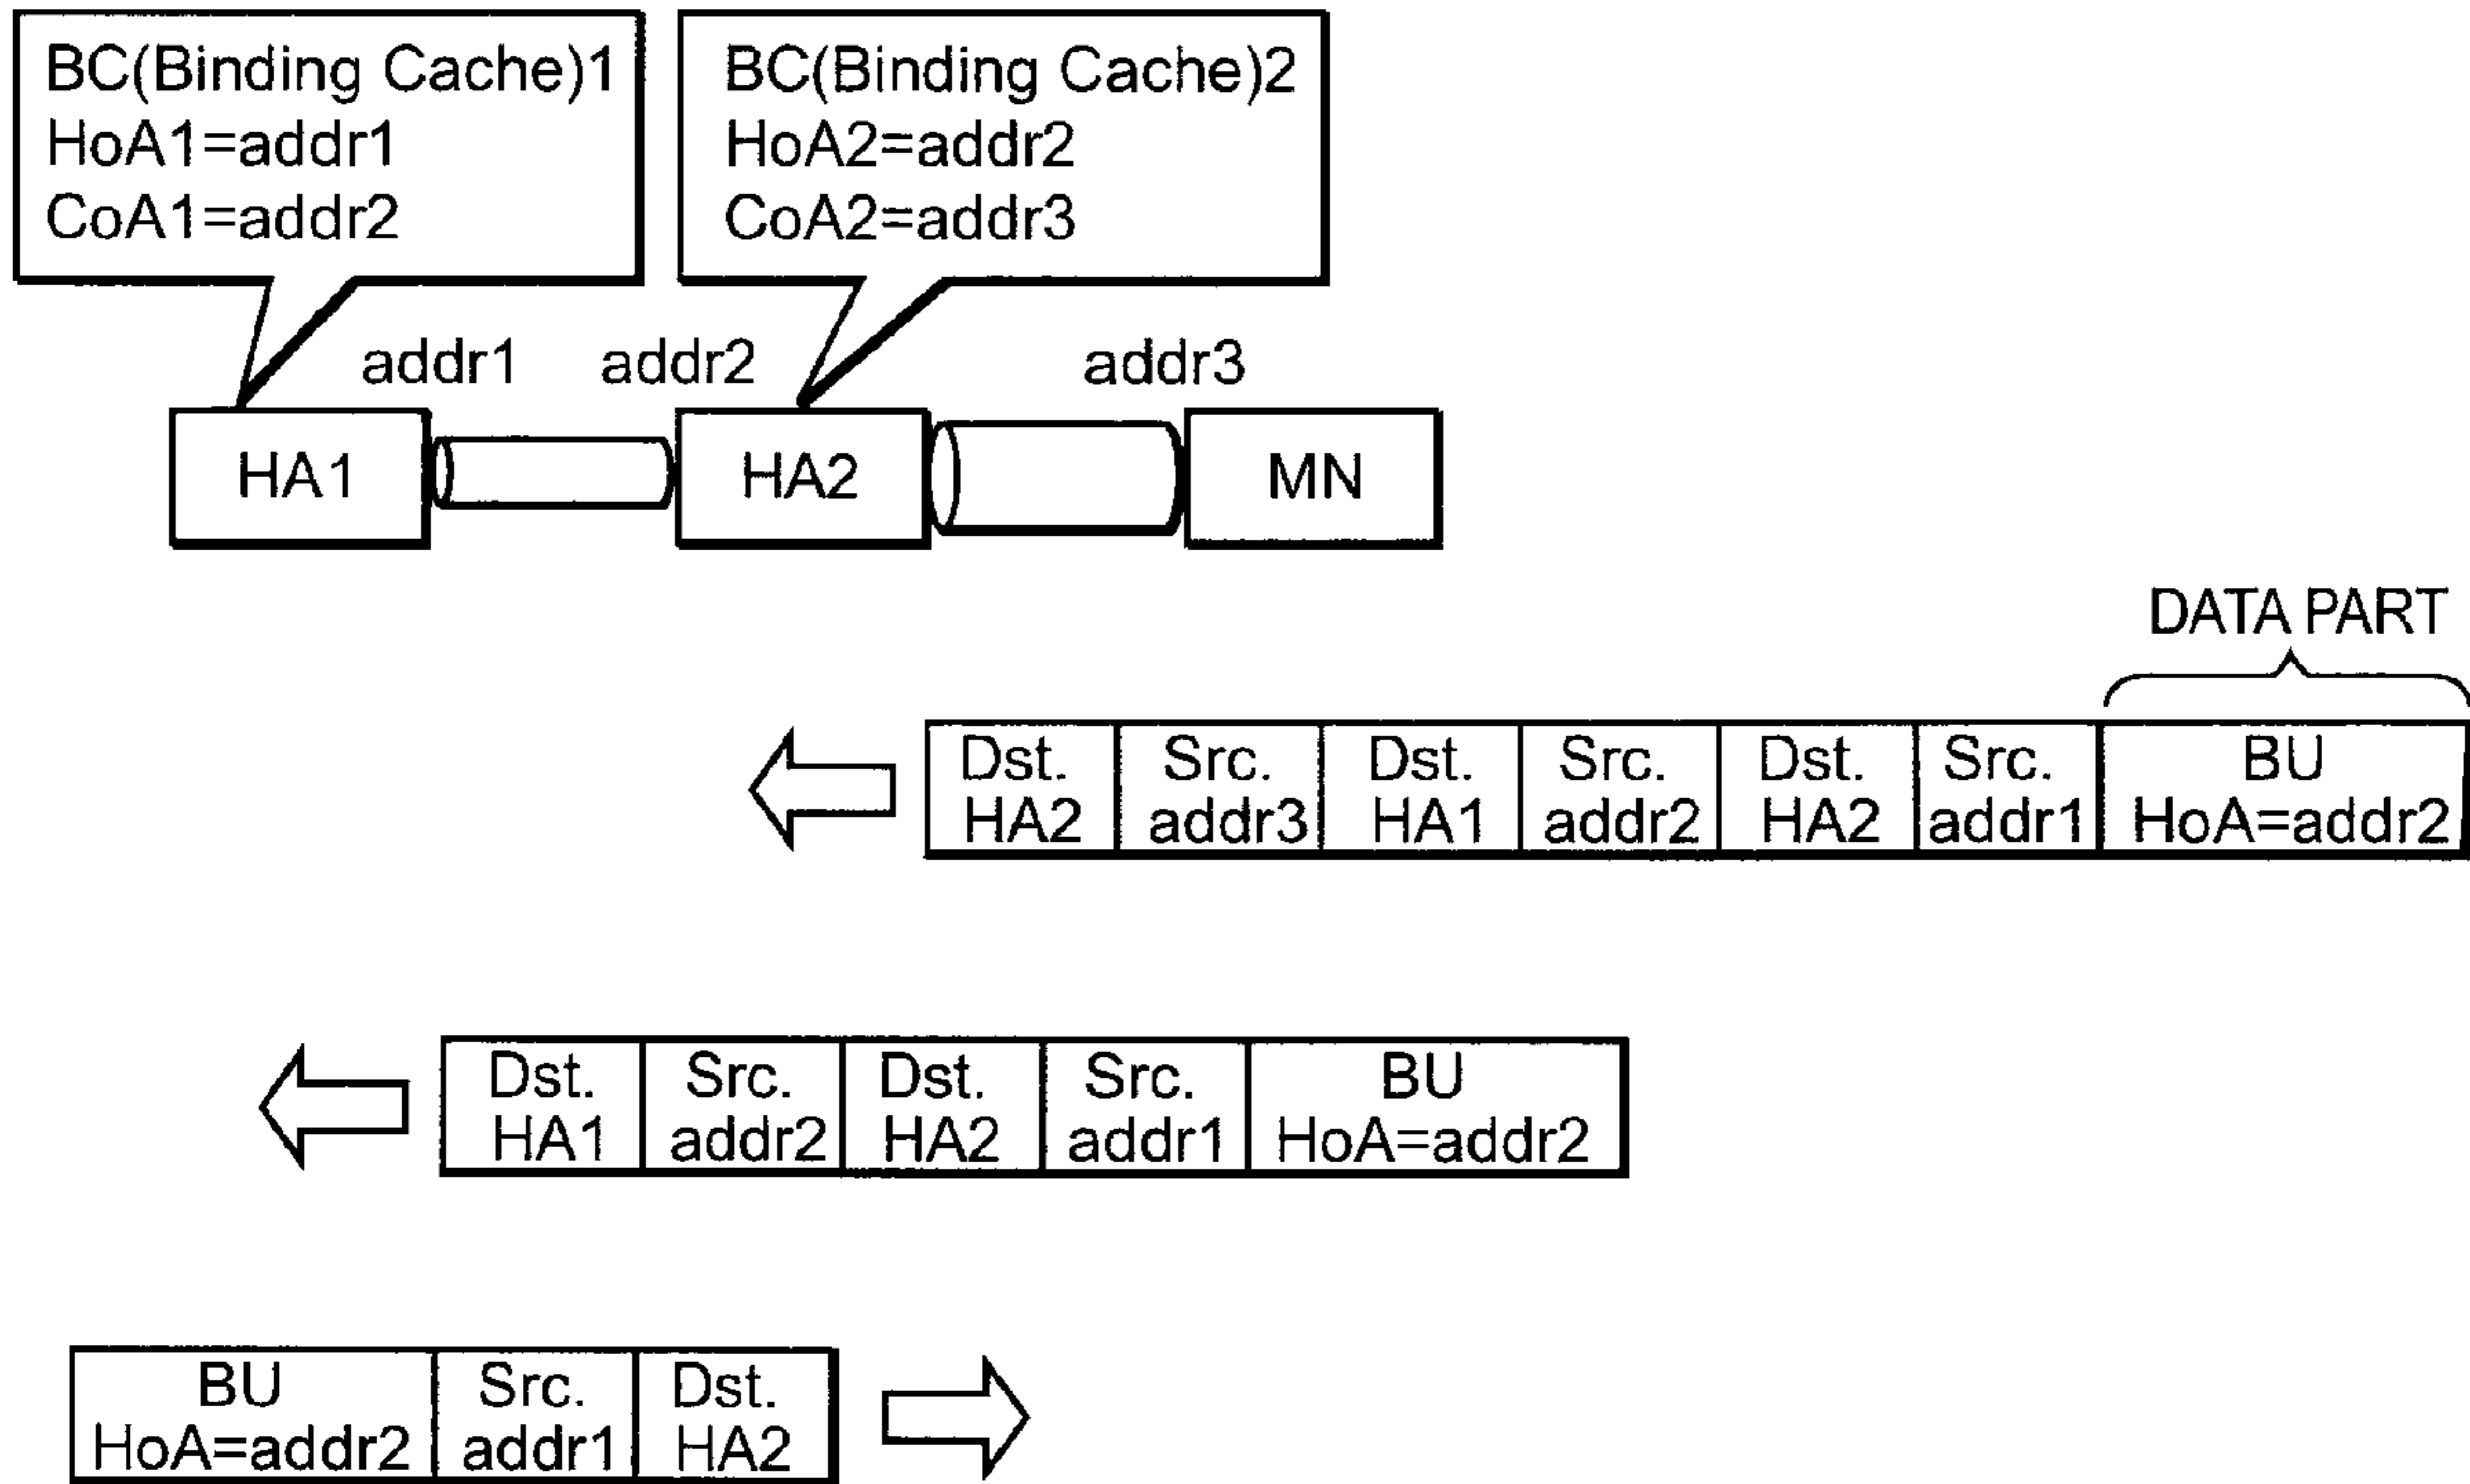 BC(Binding Cache)1
HoA1=addr1
CoA1=addr2
BC(Binding Cache)2
HoA2=addr2
CoA2=addr3
addr1 addr2 addr3
HA1 HA2 MN
DATA PART
Dst. Src. Dst. Src. Dst. Src. BU
HA2 addr3 HA1 addr2 HA2 addr1 HoA=addr2
Dst. Src. Dst. Src. BU
HA1 addr2 HA2 addr1 HoA=addr2
BU Src. Dst.
HoA=addr2 addr1 HA2